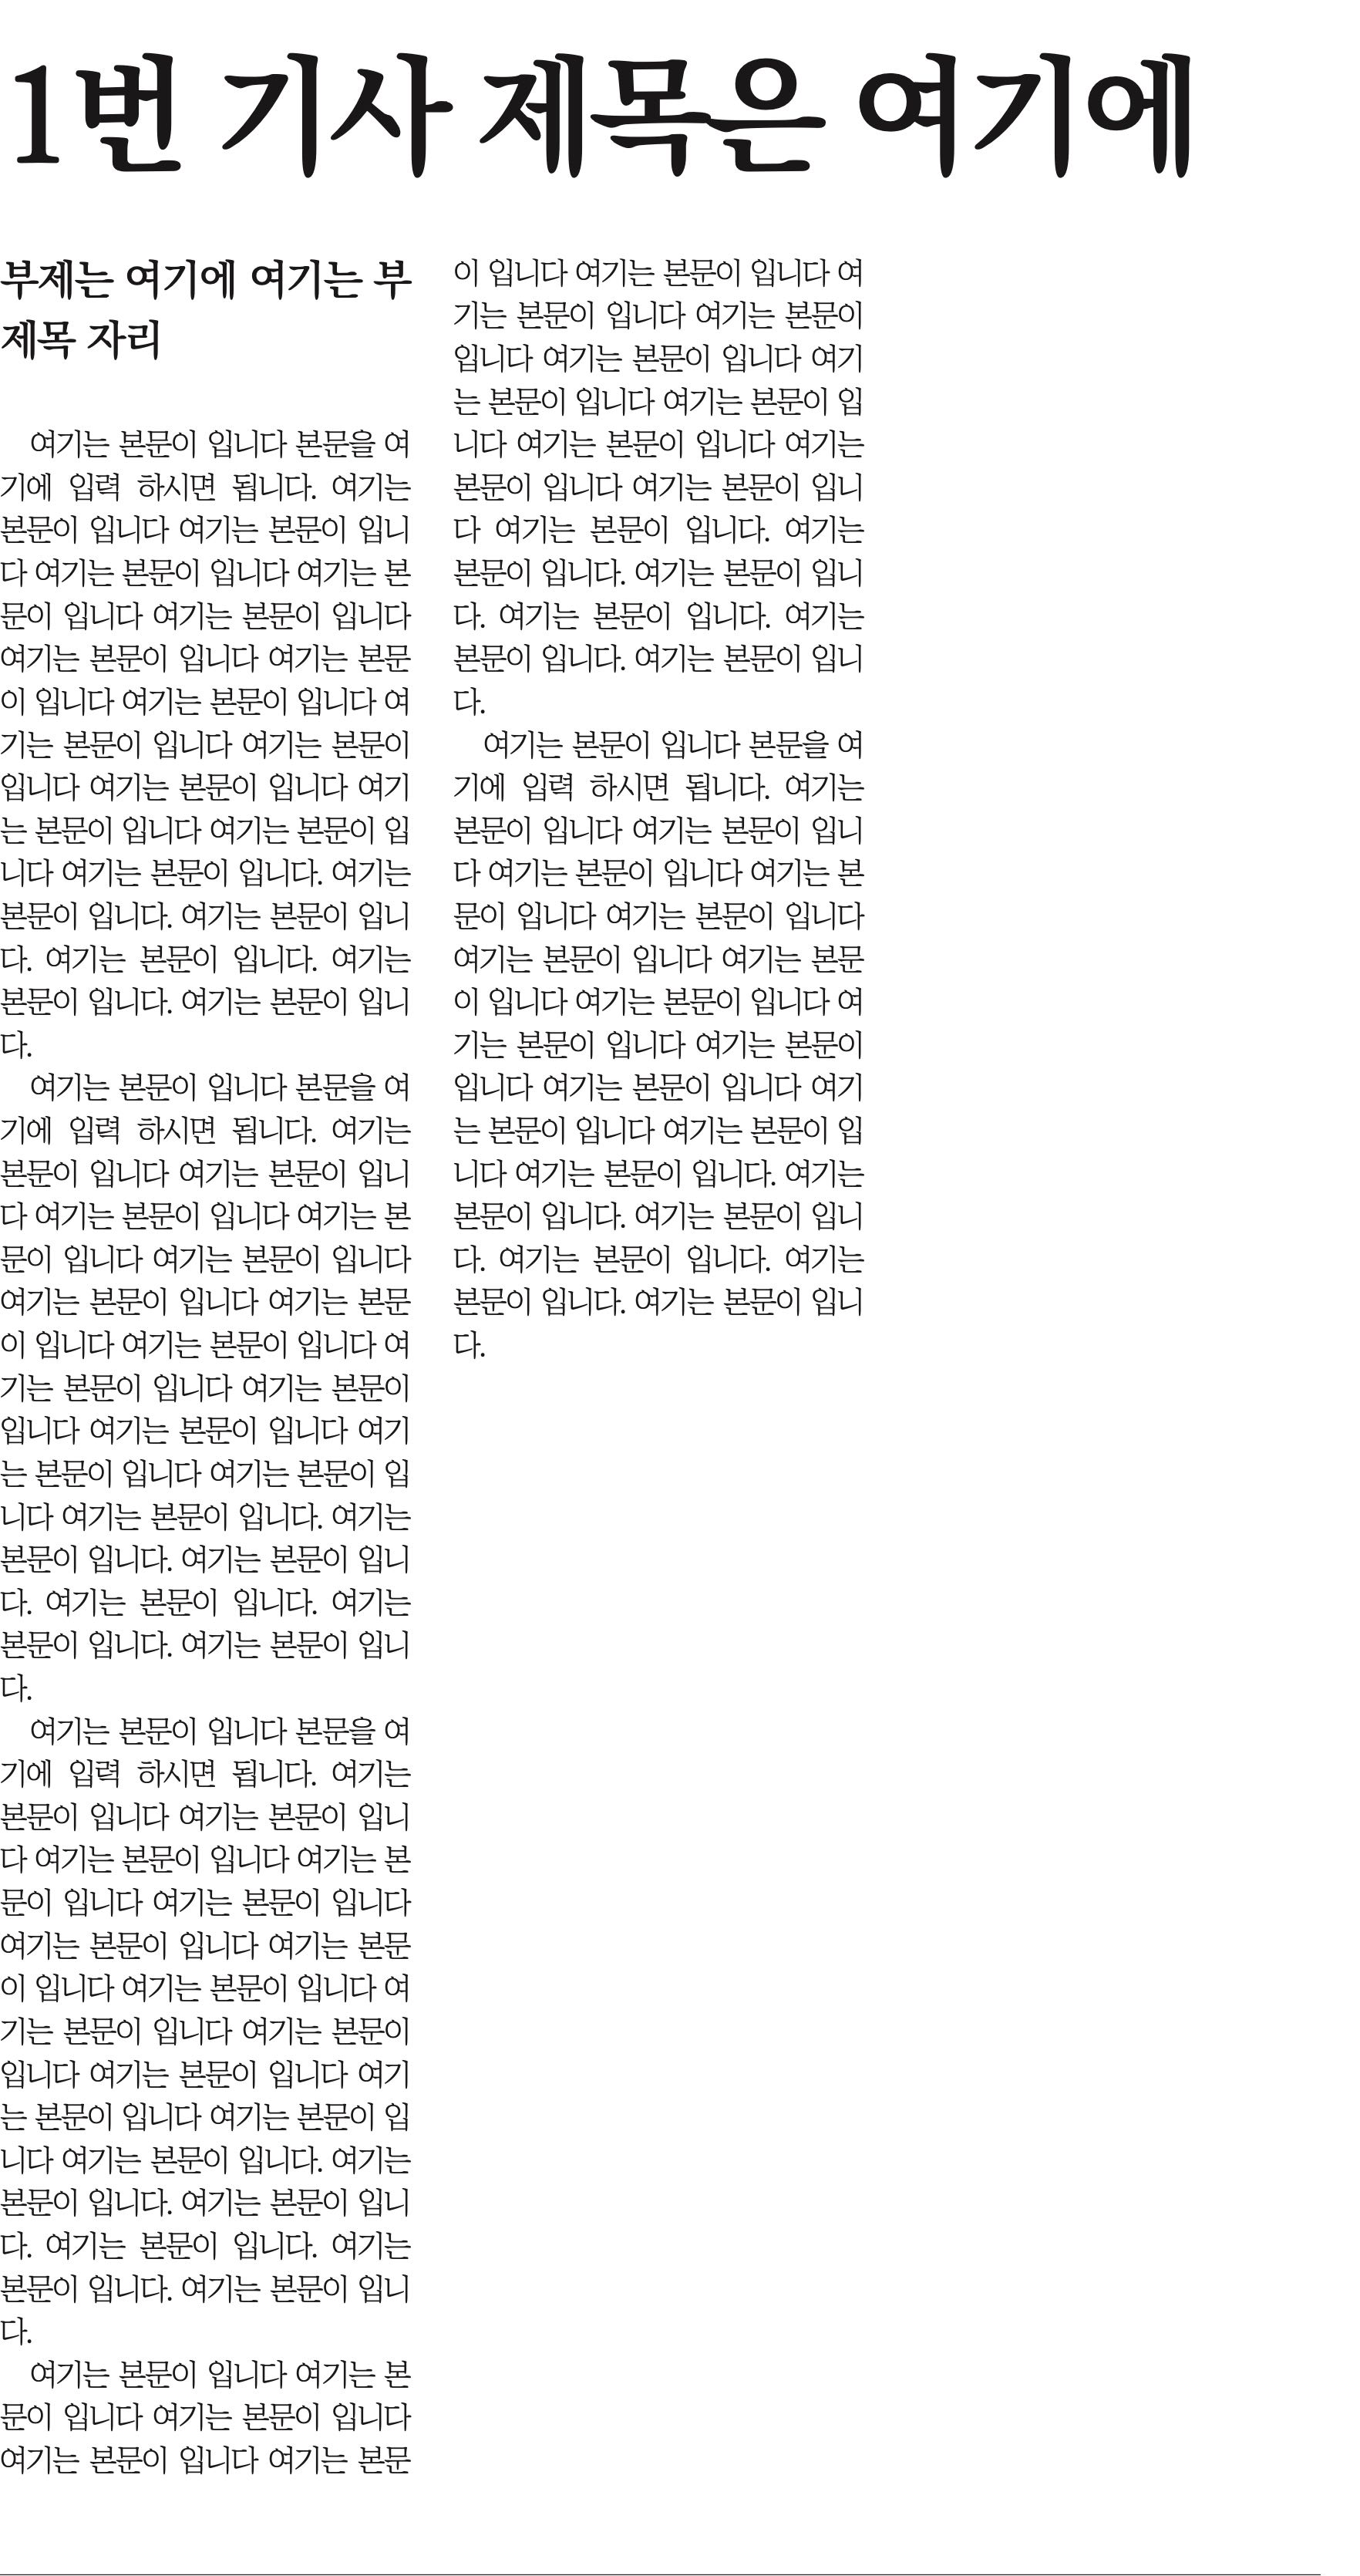 1번 기사 제목은 여기에
부제는 여기에 여기는 부
제목 자리
여기는 본문이 입니다 본문을 여
기에 입력 하시면 됩니다. 여기는
본문이 입니다 여기는 본문이 입니
다 여기는 본문이 입니다 여기는 본
문이 입니다 여기는 본문이 입니다
여기는 본문이 입니다 여기는 본문
이 입니다 여기는 본문이 입니다 여
기는 본문이 입니다 여기는 본문이
입니다 여기는 본문이 입니다 여기
는 본문이 입니다 여기는 본문이 입
니다 여기는 본문이 입니다. 여기는
본문이 입니다. 여기는 본문이 입니
다. 여기는 본문이 입니다. 여기는
본문이 입니다. 여기는 본문이 입니
다.
여기는 본문이 입니다 본문을 여
기에 입력 하시면 됩니다. 여기는
본문이 입니다 여기는 본문이 입니
다 여기는 본문이 입니다 여기는 본
문이 입니다 여기는 본문이 입니다
여기는 본문이 입니다 여기는 본문
이 입니다 여기는 본문이 입니다 여
기는 본문이 입니다 여기는 본문이
입니다 여기는 본문이 입니다 여기
는 본문이 입니다 여기는 본문이 입
니다 여기는 본문이 입니다. 여기는
본문이 입니다. 여기는 본문이 입니
다. 여기는 본문이 입니다. 여기는
본문이 입니다. 여기는 본문이 입니
다.
여기는 본문이 입니다 본문을 여
기에 입력 하시면 됩니다. 여기는
본문이 입니다 여기는 본문이 입니
다 여기는 본문이 입니다 여기는 본
문이 입니다 여기는 본문이 입니다
여기는 본문이 입니다 여기는 본문
이 입니다 여기는 본문이 입니다 여
기는 본문이 입니다 여기는 본문이
입니다 여기는 본문이 입니다 여기
는 본문이 입니다 여기는 본문이 입
니다 여기는 본문이 입니다. 여기는
본문이 입니다. 여기는 본문이 입니
다. 여기는 본문이 입니다. 여기는
본문이 입니다. 여기는 본문이 입니
다.
여기는 본문이 입니다 여기는 본
문이 입니다 여기는 본문이 입니다
여기는 본문이 입니다 여기는 본문
이 입니다 여기는 본문이 입니다 여
기는 본문이 입니다 여기는 본문이
입니다 여기는 본문이 입니다 여기
는 본문이 입니다 여기는 본문이 입
니다 여기는 본문이 입니다 여기는
본문이 입니다 여기는 본문이 입니
다 여기는 본문이 입니다. 여기는
본문이 입니다. 여기는 본문이 입니
다. 여기는 본문이 입니다. 여기는
본문이 입니다. 여기는 본문이 입니
다.
여기는 본문이 입니다 본문을 여
기에 입력 하시면 됩니다. 여기는
본문이 입니다 여기는 본문이 입니
다 여기는 본문이 입니다 여기는 본
문이 입니다 여기는 본문이 입니다
여기는 본문이 입니다 여기는 본문
이 입니다 여기는 본문이 입니다 여
기는 본문이 입니다 여기는 본문이
입니다 여기는 본문이 입니다 여기
는 본문이 입니다 여기는 본문이 입
니다 여기는 본문이 입니다. 여기는
본문이 입니다. 여기는 본문이 입니
다. 여기는 본문이 입니다. 여기는
본문이 입니다. 여기는 본문이 입니
다.